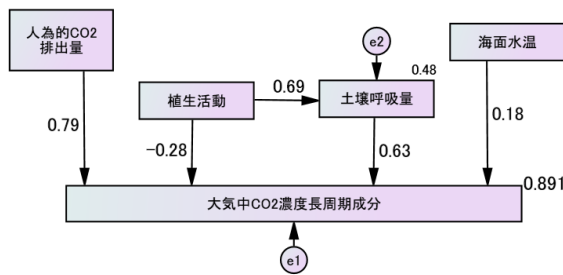 人為的CO2
排出量
e2
海面水温
0.48
植生活動
0.69
土壌呼吸量
0.79
-0.28
0.63
0.18
0.891
大気中CO2濃度長周期成分
e1